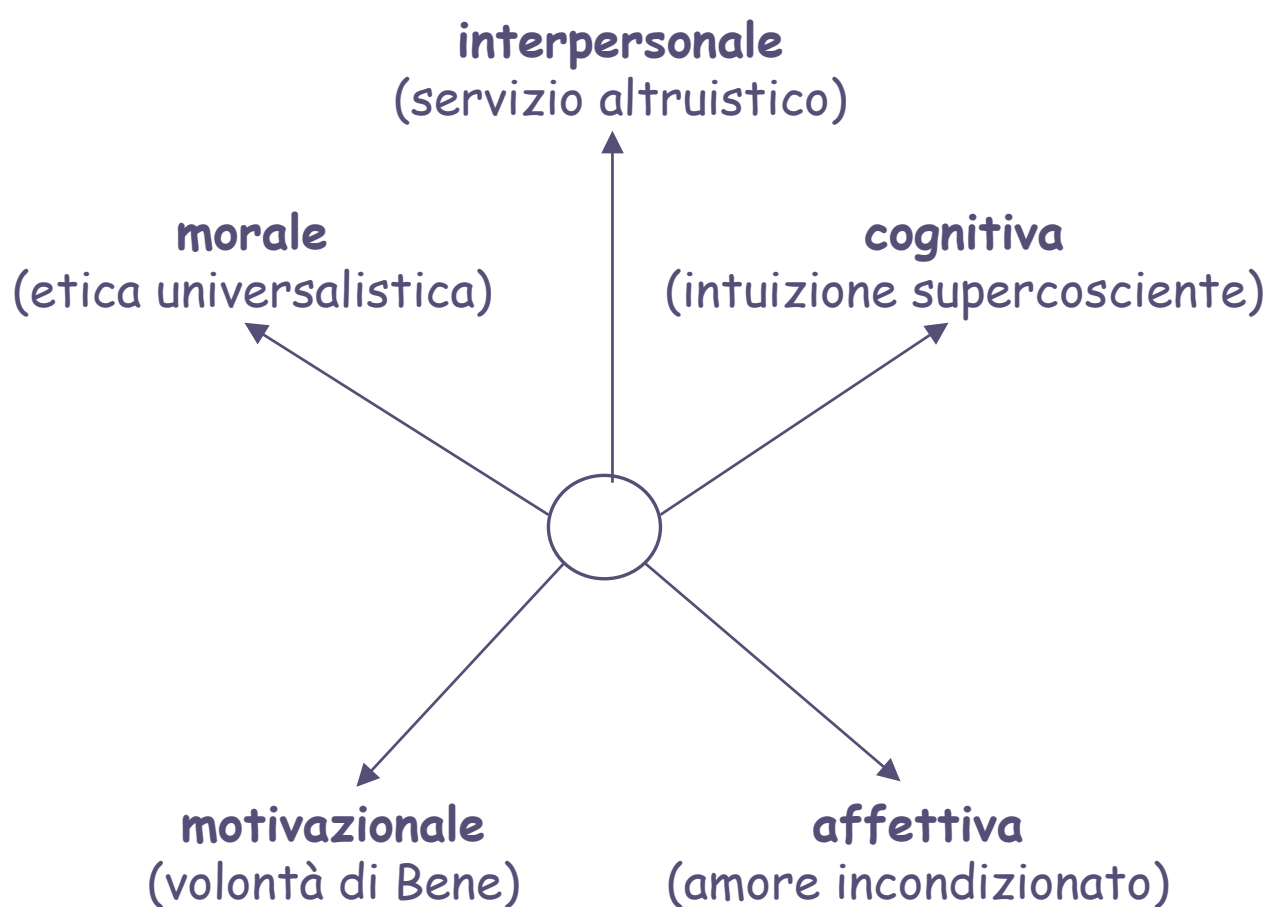 interpersonale
(servizio altruistico)
morale
(etica universalistica)
cognitiva
(intuizione supercosciente)
motivazionale
(volontà di Bene)
affettiva
(amore incondizionato)